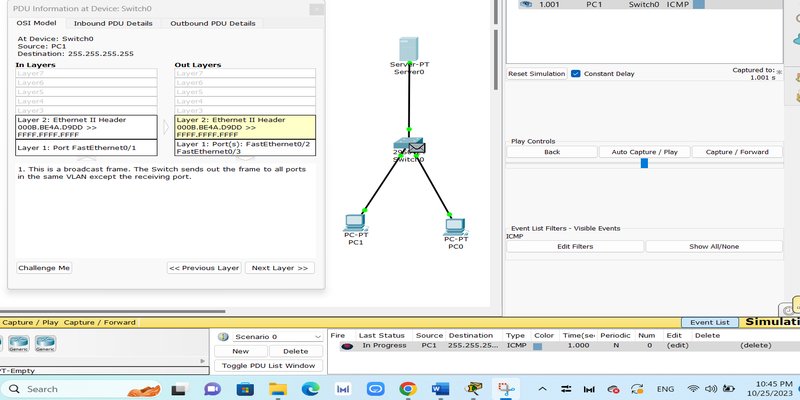 PDU Information at Device: Switch0
OSI Model
Inbound PDU Details
Outbound PDU Details
At Device: Switch0
Source: PC1
Destination: 255.255.255.255
In Layers
Out Layers
Layer7
Layer7
Layer6
Layer6
Layer5
Layer5
Layer4
Layer4
Layer3
Layer3
Layer 2: Ethernet II Header
000B.BE4A.D9DD >>
FFFF.FFFF.FFFF
Layer 2: Ethernet II Header
000B.BE4A.D9DD >>
FFFF.FFFF.FFFF
Layer 1: Port FastEthernet0/1
Layer 1: Port(s): FastEthernet0/2
FastEthernet0/3
1. This is a broadcast frame. The Switch sends out the frame to all ports
in the same VLAN except the receiving port.
Challenge Me
<< Previous Layer
Next Layer >>
Server-PT
Server0
Switch0
PC-PT
PC1
PC-PT
PC0
1.001 PC1 Switch0 ICMP
Reset Simulation
Constant Delay
Captured to:
1.001 s
Play Controls
Back
Auto Capture / Play
Capture / Forward
Event List Filters - Visible Events
ICMP
Edit Filters
Show All/None
Capture / Play Capture / Forward
Event List
Simulati
Generic
Generic
PT-Empty
Scenario 0
New
Delete
Toggle PDU List Window
Fire Last Status Source Destination Type Color Time(sec Periodic Num Edit Delete
In Progress PC1 255.255.25... ICMP 1.000 N 0 (edit) (delete)
Search
ENG
10:45 PM
10/25/2023